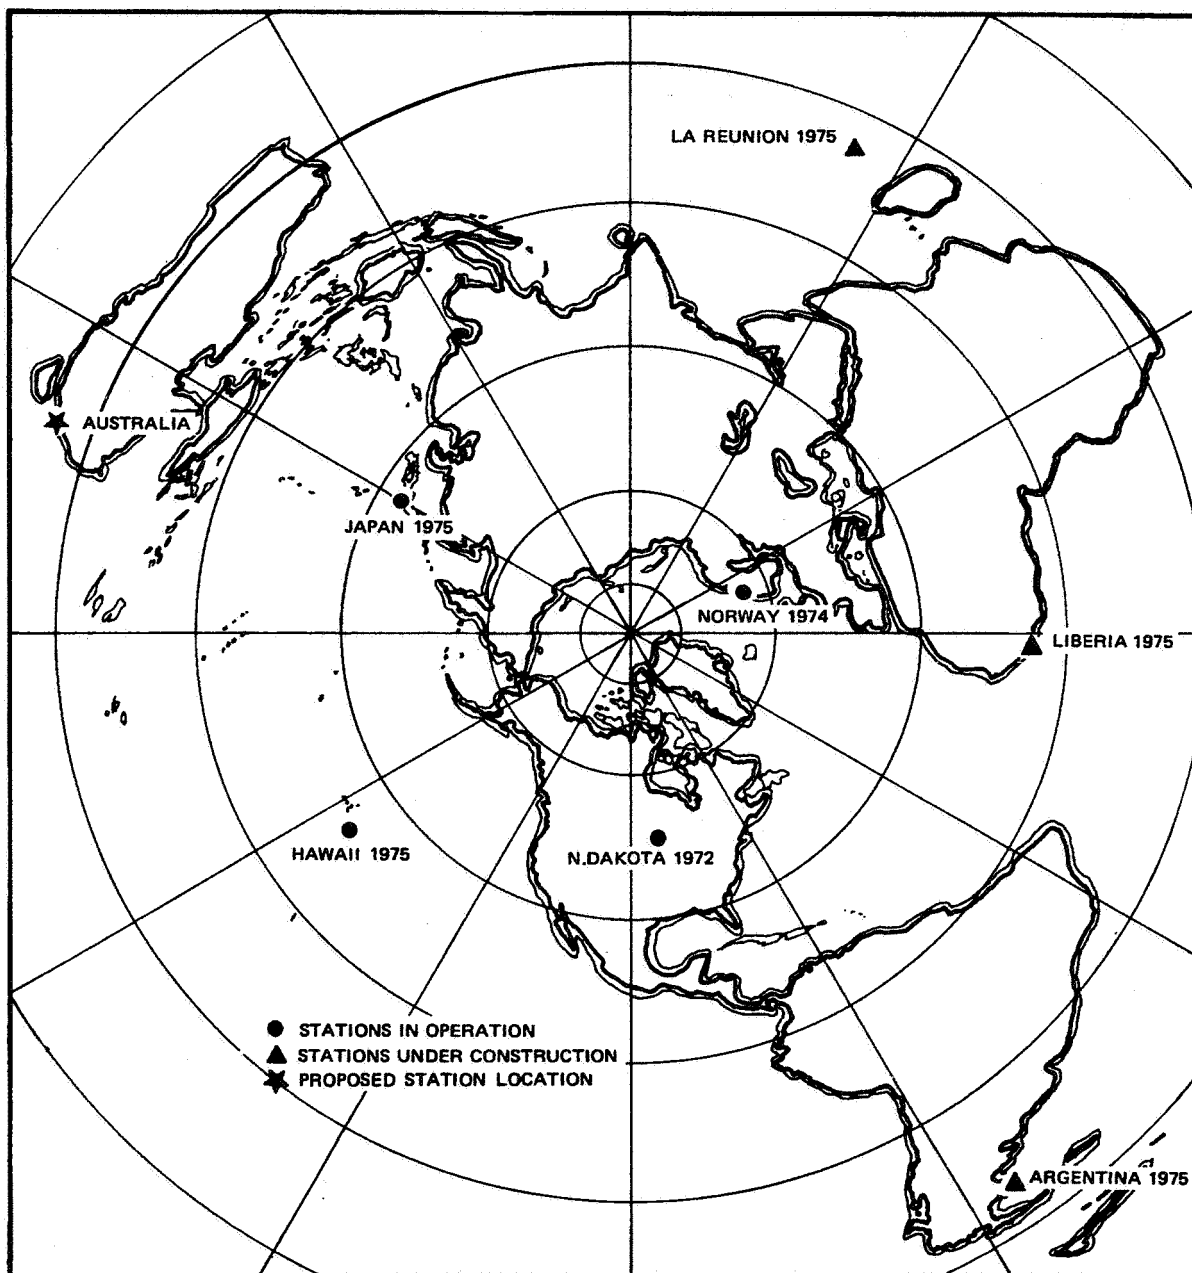 LA REUNION 1975
AUSTRALIA
JAPAN 1975
NORWAY 1974
LIBERIA 1975
HAWAII 1975
N.DAKOTA 1972
STATIONS IN OPERATION
STATIONS UNDER CONSTRUCTION
PROPOSED STATION LOCATION
ARGENTINA 1975